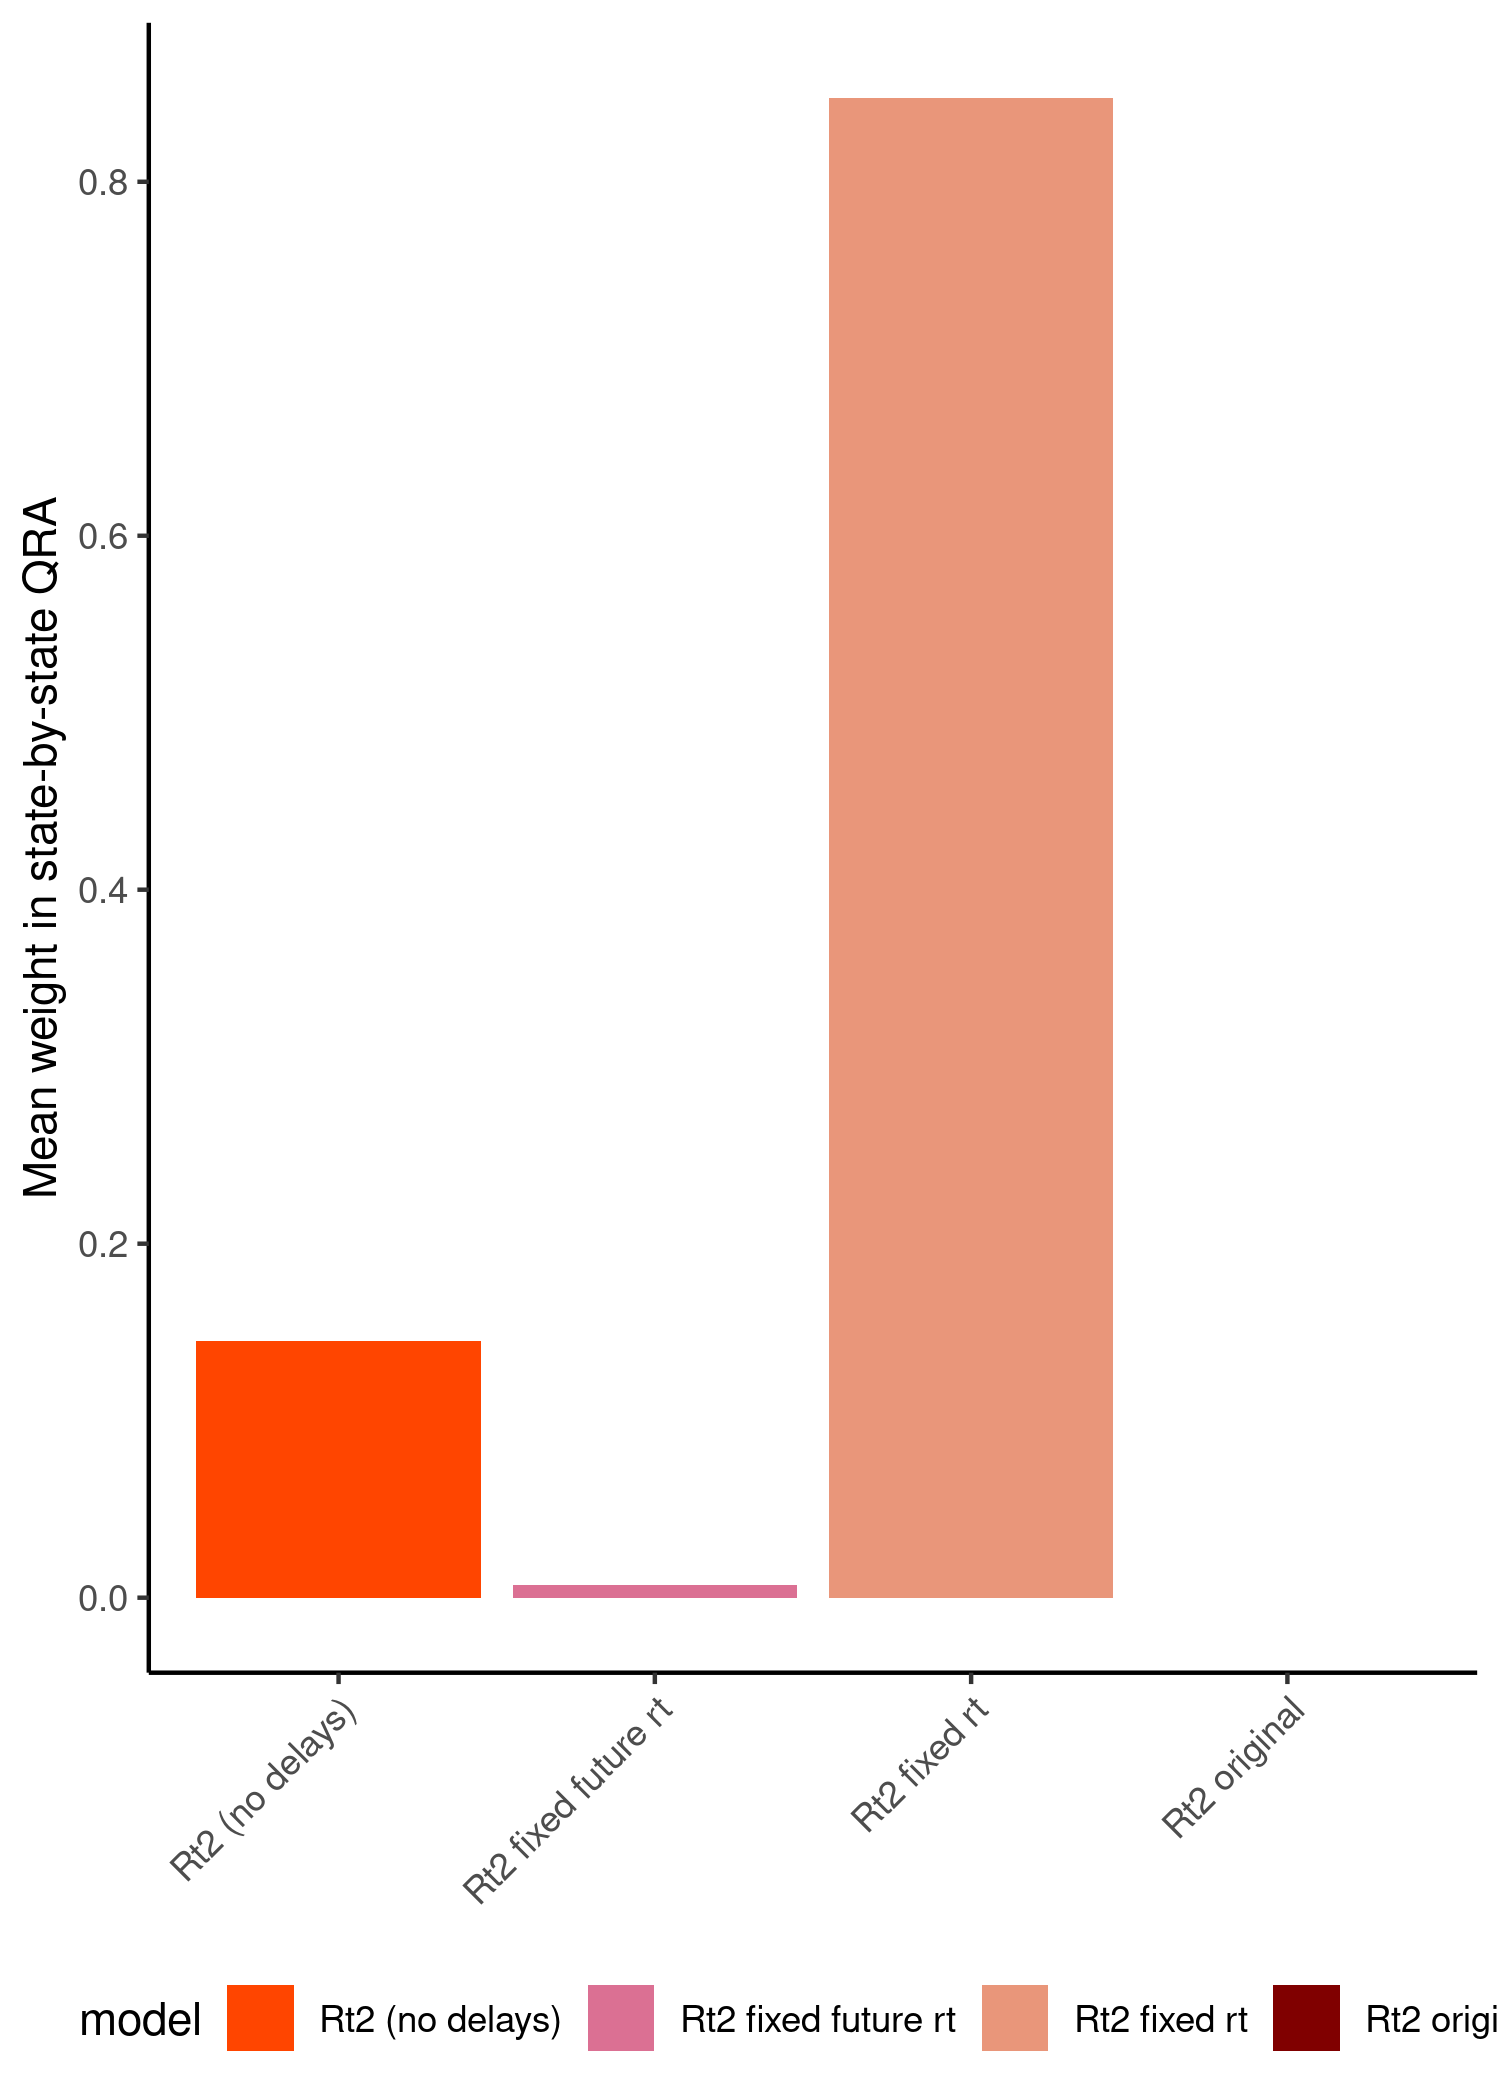 Mean weight in state-by-state QRA
0.8
0.6
0.4
0.2
0.0
Rt2 (no delays)
Rt2 fixed future rt
Rt2 fixed rt
Rt2 original
model
Rt2 (no delays)
Rt2 fixed future rt
Rt2 fixed rt
Rt2 origi